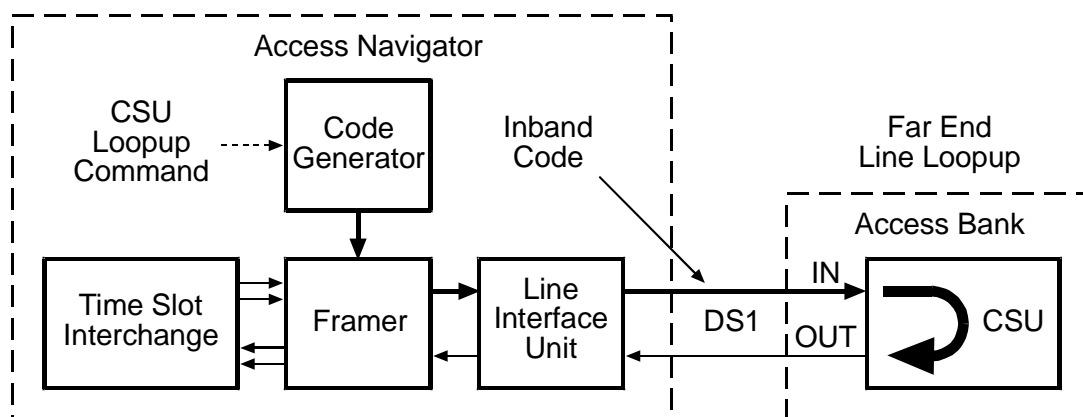 Access Navigator
CSU
Loopup
Command
Code
Generator
Inband
Code
Far End
Line Loopup
Access Bank
Time Slot
Interchange
Framer
Line
Interface
Unit
DS1
IN
OUT
CSU